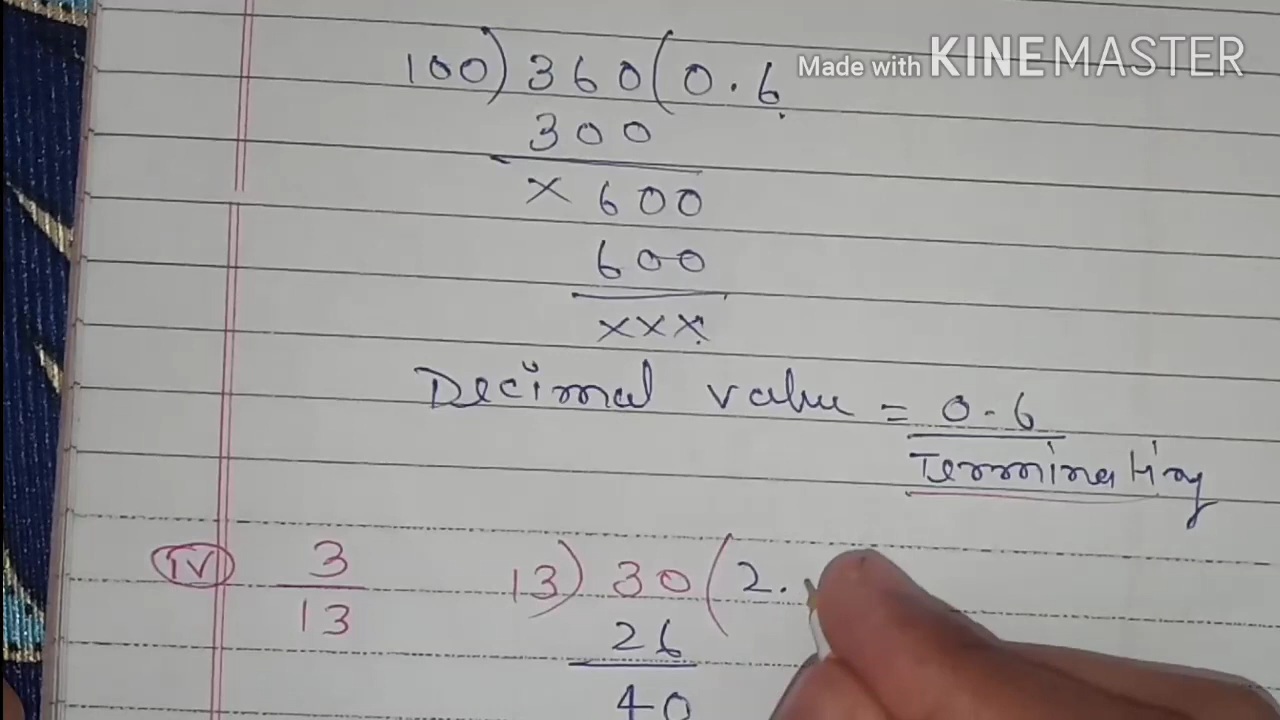 Made with KINEMASTER
100) 360 (0.6
300
× 600
600
×××
Decimal value = 0.6
Terminating
IV 3/13 13) 30 (2.
26
40